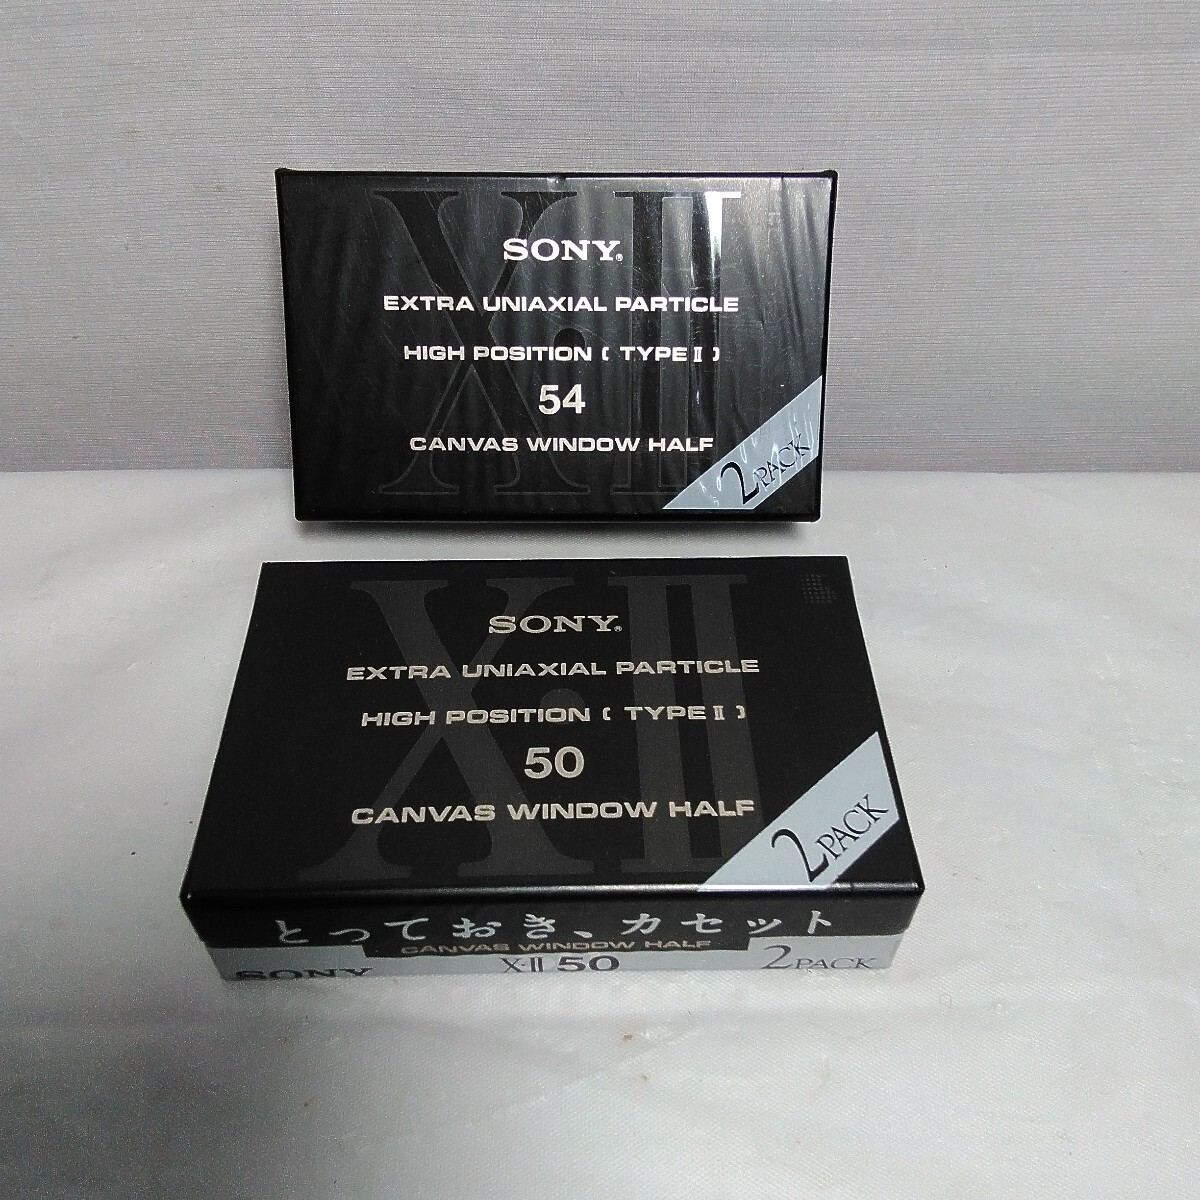 X·II
SONY®
EXTRA UNIAXIAL PARTICLE
HIGH POSITION [ TYPE II ]
54
CANVAS WINDOW HALF
2PACK
X·II
SONY®
EXTRA UNIAXIAL PARTICLE
HIGH POSITION [ TYPE II ]
50
CANVAS WINDOW HALF
2PACK
とっておき、カセット
CANVAS WINDOW HALF
SONY X·II 50 2PACK